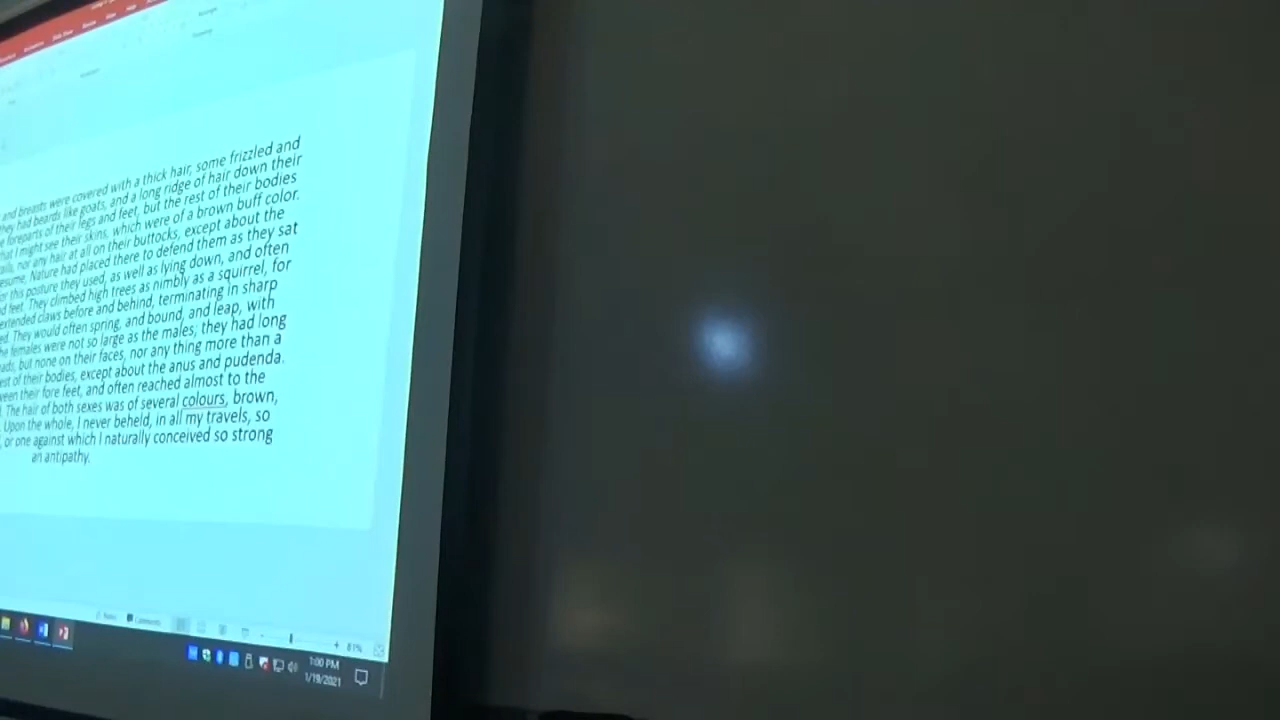 and breasts were covered with a thick hair, some frizzled and
they had beards like goats, and a long ridge of hair down their
foreparts of their legs and feet, but the rest of their bodies
that I might see their skins, which were of a brown buff color.
tails, nor any hair at all on their buttocks, except about the
Nature had placed there to defend them as they sat
for this posture they used, as well as lying down, and often
feet. They climbed high trees as nimbly as a squirrel, for
extended claws before and behind, terminating in sharp
They would often spring, and bound, and leap, with
females were not so large as the males; they had long
but none on their faces, nor any thing more than a
of their bodies, except about the anus and pudenda.
their fore feet, and often reached almost to the
The hair of both sexes was of several colours, brown,
Upon the whole, I never beheld, in all my travels, so
or one against which I naturally conceived so strong
an antipathy.
81%
1:00 PM
1/19/2021